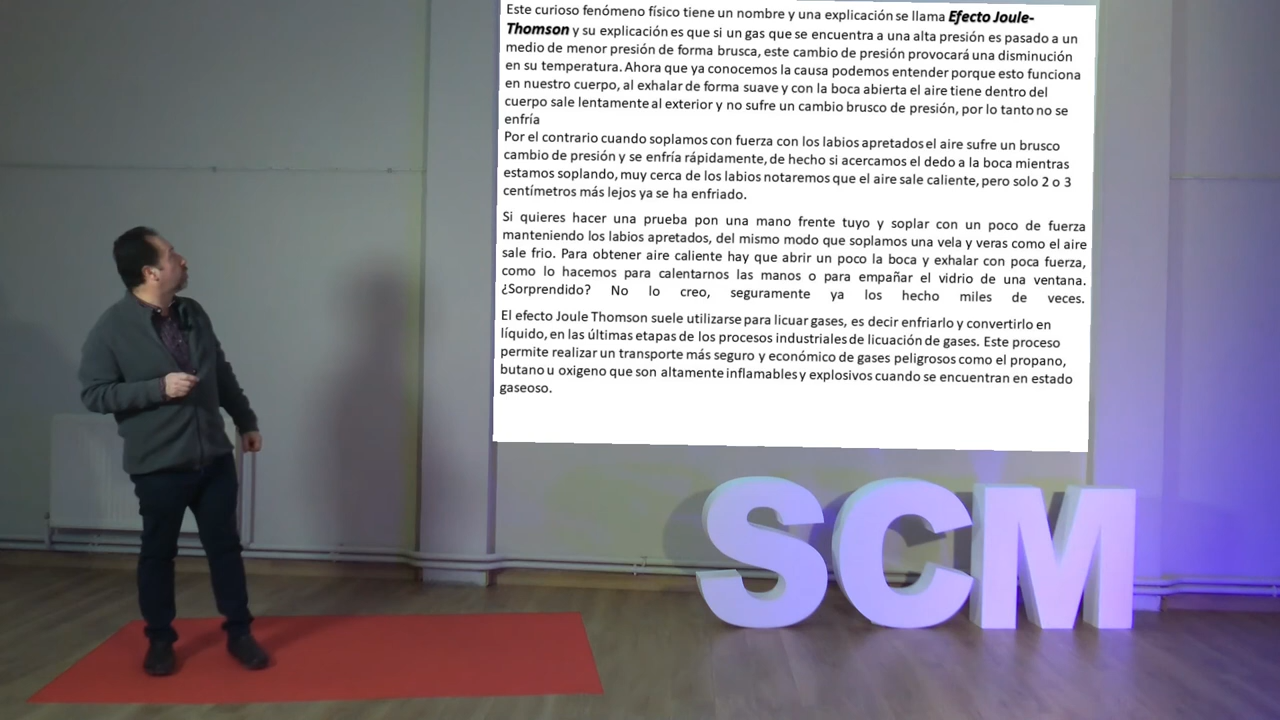 Este curioso fenómeno físico tiene un nombre y una explicación se llama Efecto Joule-
Thomson y su explicación es que si un gas que se encuentra a una alta presión es pasado a un
medio de menor presión de forma brusca, este cambio de presión provocará una disminución
en su temperatura. Ahora que ya conocemos la causa podemos entender porque esto funciona
en nuestro cuerpo, al exhalar de forma suave y con la boca abierta el aire tiene dentro del
cuerpo sale lentamente al exterior y no sufre un cambio brusco de presión, por lo tanto no se
enfría
Por el contrario cuando soplamos con fuerza con los labios apretados el aire sufre un brusco
cambio de presión y se enfría rápidamente, de hecho si acercamos el dedo a la boca mientras
estamos soplando, muy cerca de los labios notaremos que el aire sale caliente, pero solo 2 o 3
centímetros más lejos ya se ha enfriado.
Si quieres hacer una prueba pon una mano frente tuyo y soplar con un poco de fuerza
manteniendo los labios apretados, del mismo modo que soplamos una vela y veras como el aire
sale frio. Para obtener aire caliente hay que abrir un poco la boca y exhalar con poca fuerza,
como lo hacemos para calentarnos las manos o para empañar el vidrio de una ventana.
¿Sorprendido? No lo creo, seguramente ya los hecho miles de veces.
El efecto Joule Thomson suele utilizarse para licuar gases, es decir enfriarlo y convertirlo en
líquido, en las últimas etapas de los procesos industriales de licuación de gases. Este proceso
permite realizar un transporte más seguro y económico de gases peligrosos como el propano,
butano u oxigeno que son altamente inflamables y explosivos cuando se encuentran en estado
gaseoso.
SCM